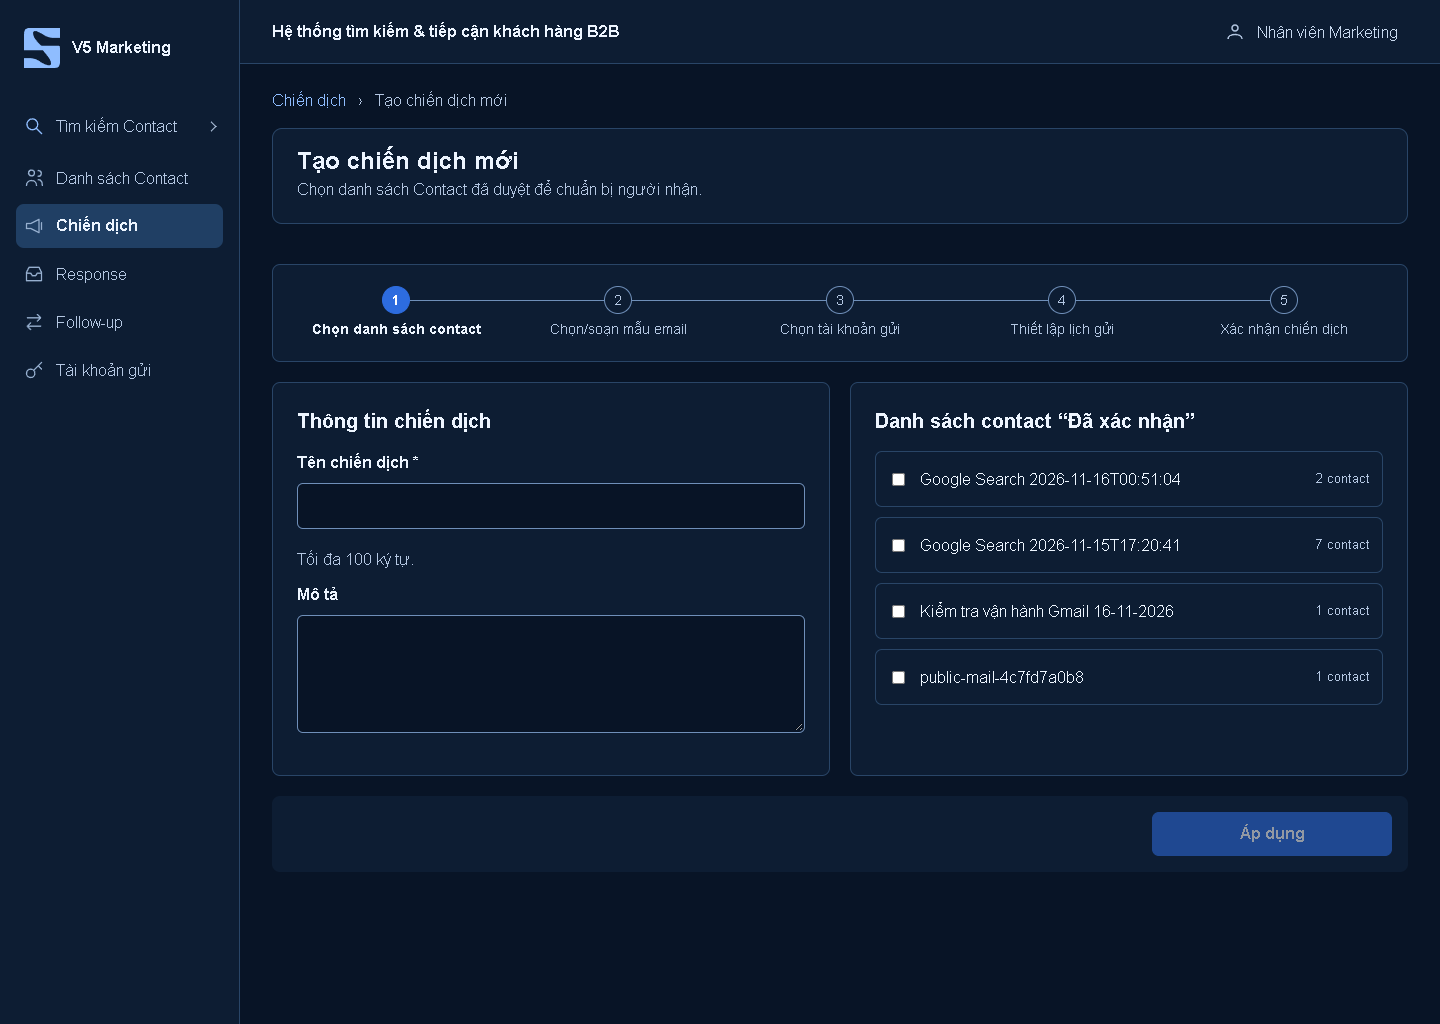 V5 Marketing
Tìm kiếm Contact
Danh sách Contact
Chiến dịch
Response
Follow-up
Tài khoản gửi
Hệ thống tìm kiếm & tiếp cận khách hàng B2B
Nhân viên Marketing
Chiến dịch › Tạo chiến dịch mới
Tạo chiến dịch mới
Chọn danh sách Contact đã duyệt để chuẩn bị người nhận.
1
Chọn danh sách contact
2
Chọn/soạn mẫu email
3
Chọn tài khoản gửi
4
Thiết lập lịch gửi
5
Xác nhận chiến dịch
Thông tin chiến dịch
Tên chiến dịch *
Tối đa 100 ký tự.
Mô tả
Danh sách contact “Đã xác nhận”
Google Search 2026-11-16T00:51:04 2 contact
Google Search 2026-11-15T17:20:41 7 contact
Kiểm tra vận hành Gmail 16-11-2026 1 contact
public-mail-4c7fd7a0b8 1 contact
Áp dụng